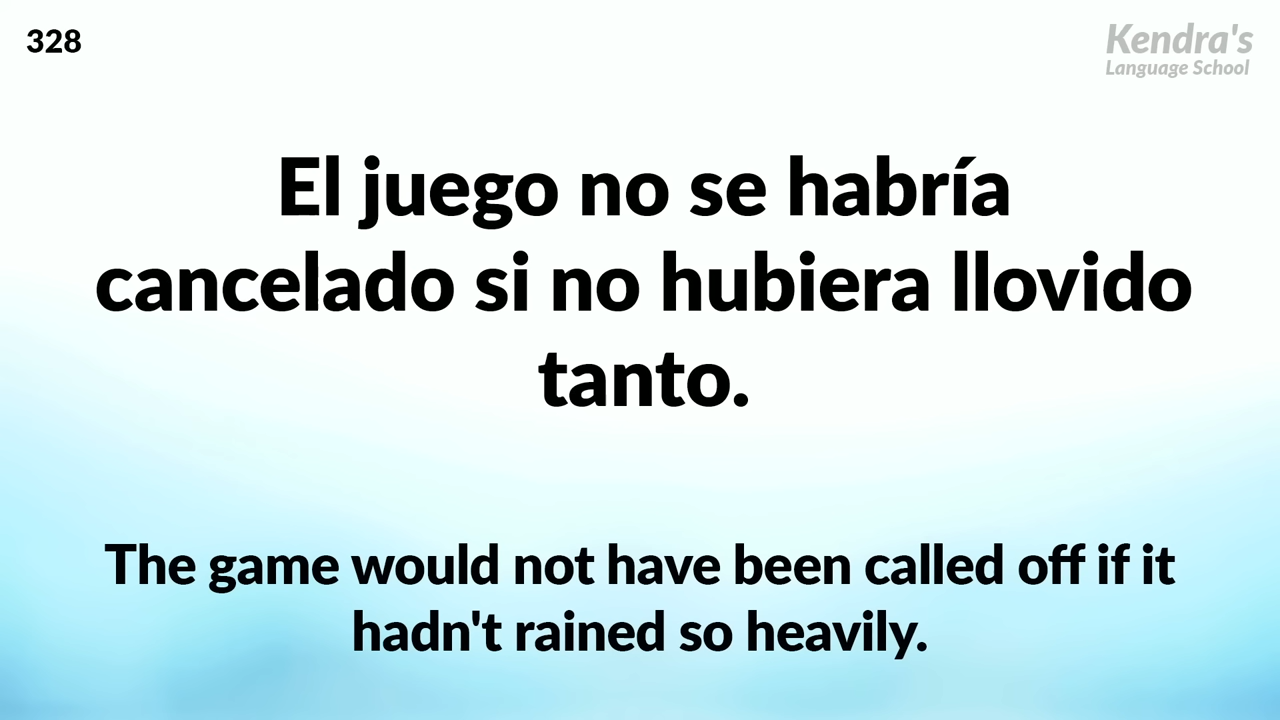 328
Kendra's
Language School
El juego no se habría
cancelado si no hubiera llovido
tanto.
The game would not have been called off if it
hadn't rained so heavily.